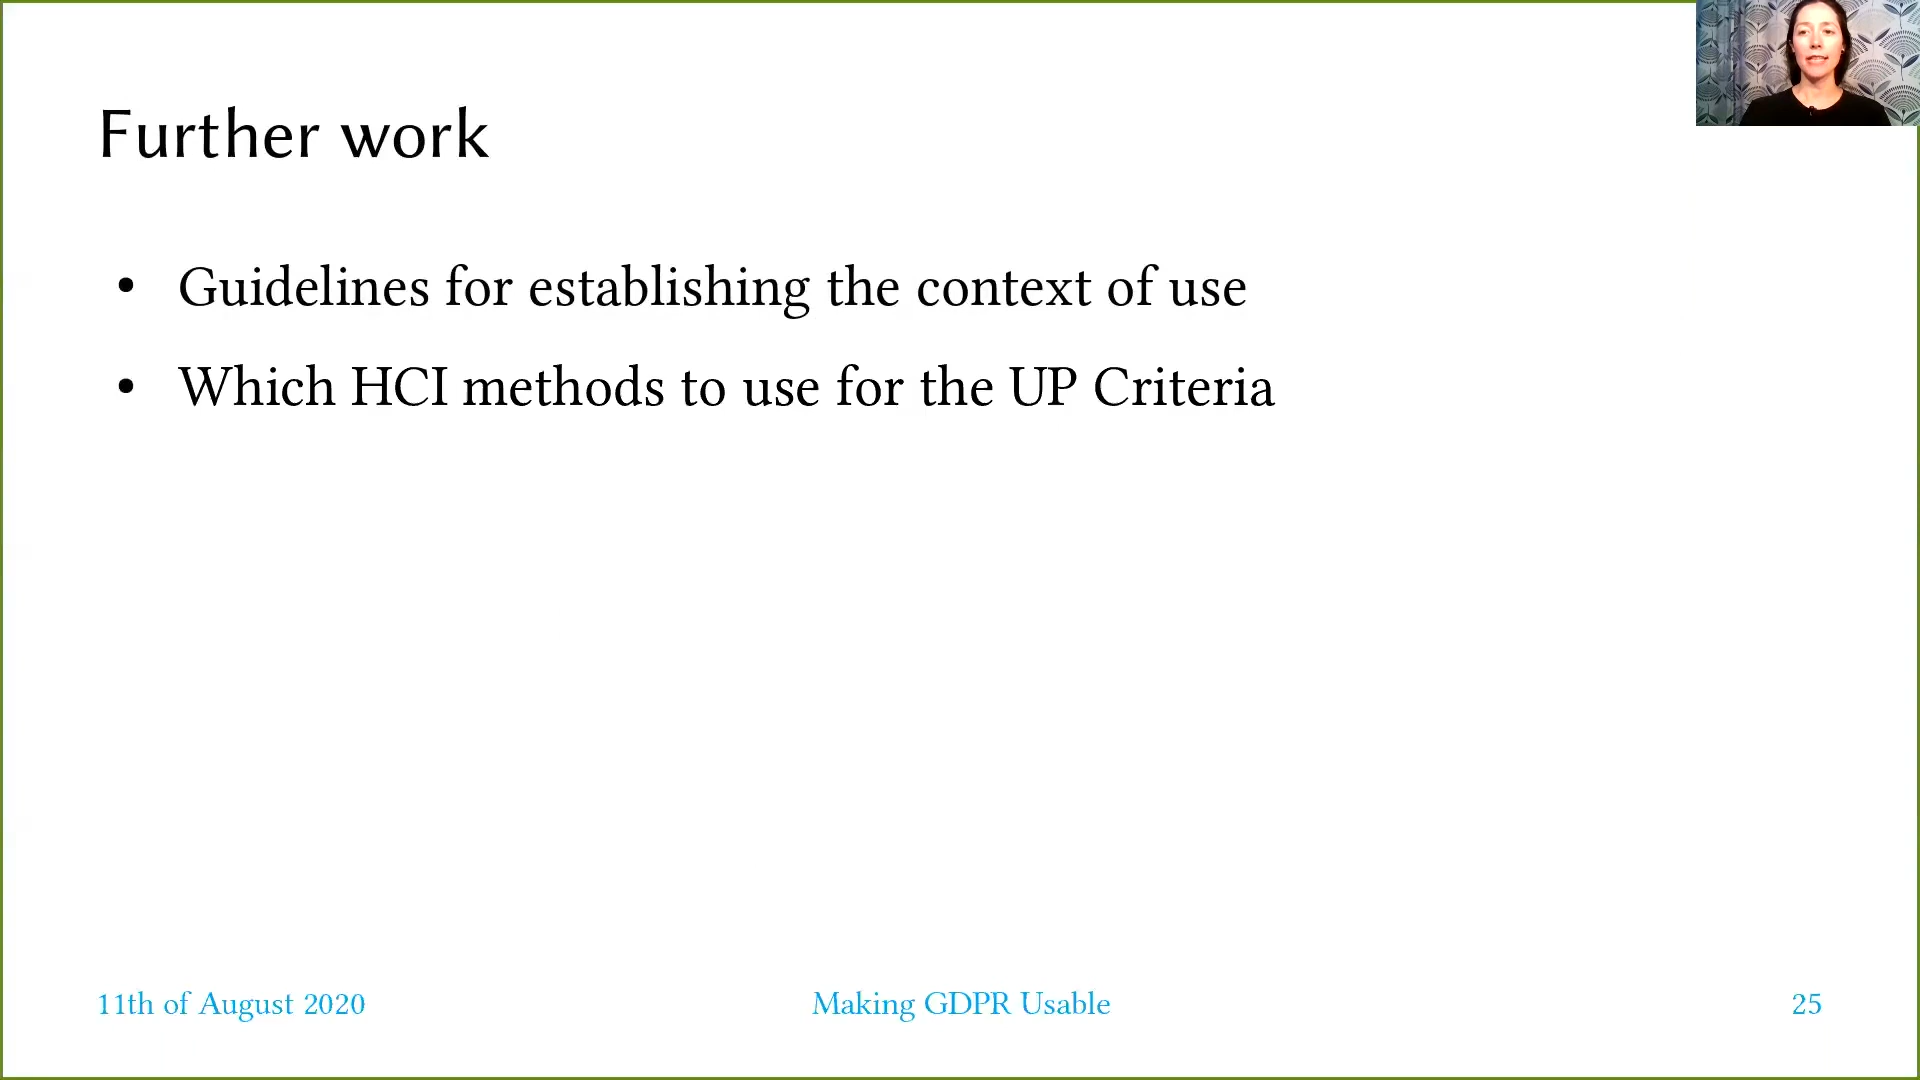 Further work
• Guidelines for establishing the context of use
• Which HCI methods to use for the UP Criteria
11th of August 2020
Making GDPR Usable
25